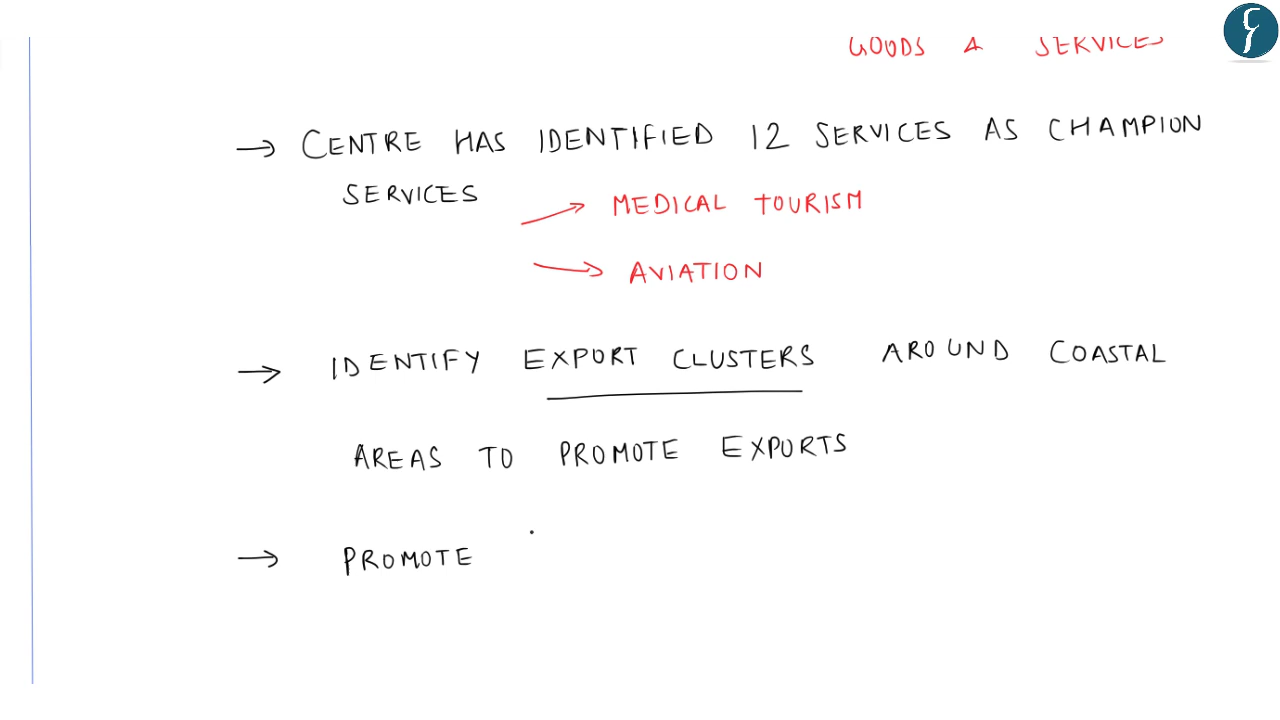 GOODS & SERVICES
→ CENTRE HAS IDENTIFIED 12 SERVICES AS CHAMPION
SERVICES
→ MEDICAL TOURISM
→ AVIATION
→ IDENTIFY EXPORT CLUSTERS AROUND COASTAL
AREAS TO PROMOTE EXPORTS
→ PROMOTE